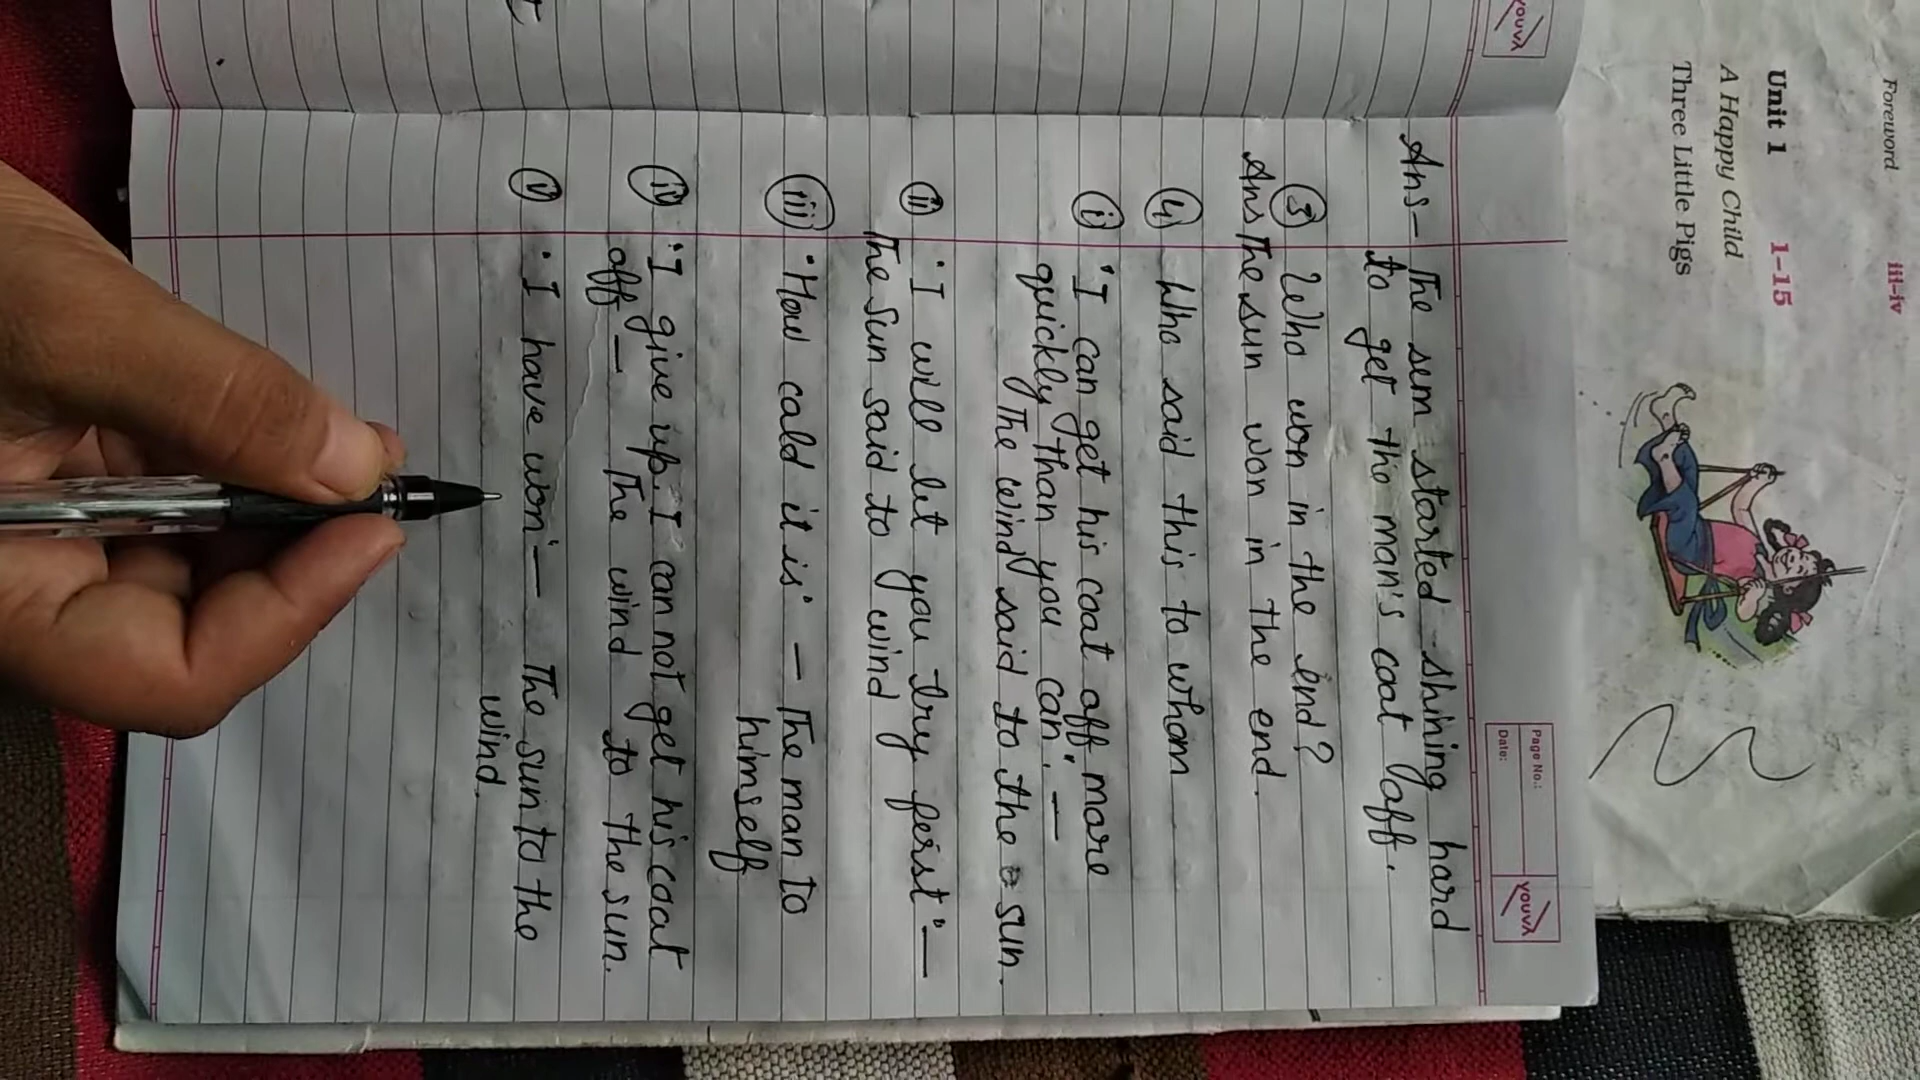 Foreword iii-iv
Unit 1 1-15
A Happy Child
Three Little Pigs
youva
Page No.:
Date:
youva
Ans- The sun started shining hard
to get the man's coat off.
③ Who won in the end?
Ans The sun won in the end.
④ Who said this to whom
ⓘ 'I can get his coat off more
quickly than you can.' —
The wind said to the sun.
ⓘⓘ 'I will let you try first' —
The Sun said to wind
ⓘⓘⓘ 'How cald it is' - The man to
himself
ⓘⓥ 'I give up. I can not get his coat
off — The wind to the sun.
ⓥ 'I have won' — The sun to the
wind.